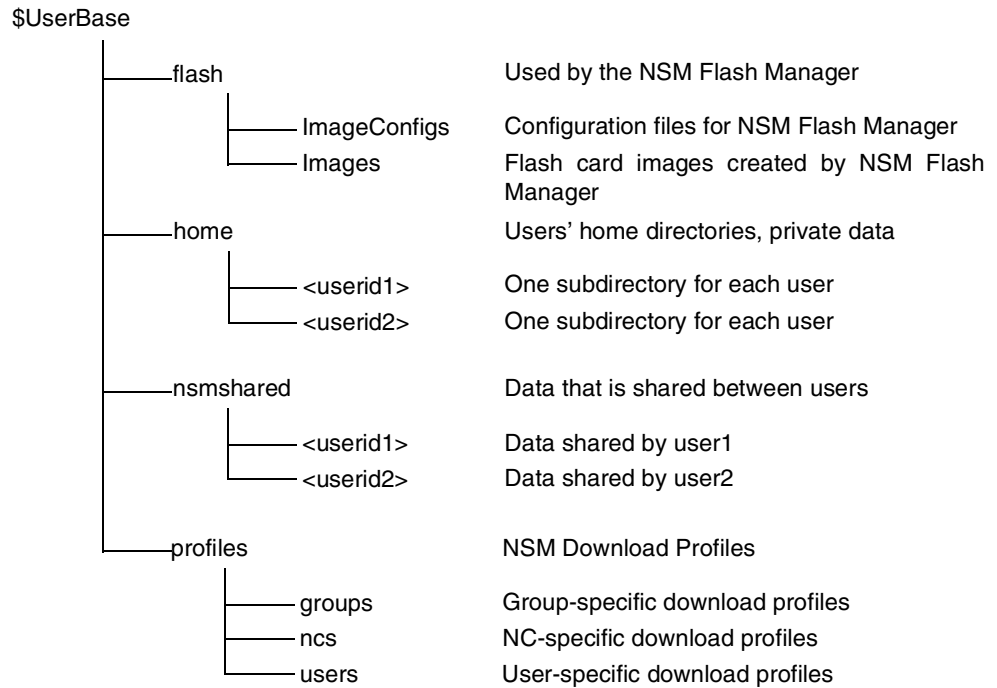 $UserBase
flash Used by the NSM Flash Manager
ImageConfigs Configuration files for NSM Flash Manager
Images Flash card images created by NSM Flash
Manager
home Users' home directories, private data
<userid1> One subdirectory for each user
<userid2> One subdirectory for each user
nsmshared Data that is shared between users
<userid1> Data shared by user1
<userid2> Data shared by user2
profiles NSM Download Profiles
groups Group-specific download profiles
ncs NC-specific download profiles
users User-specific download profiles